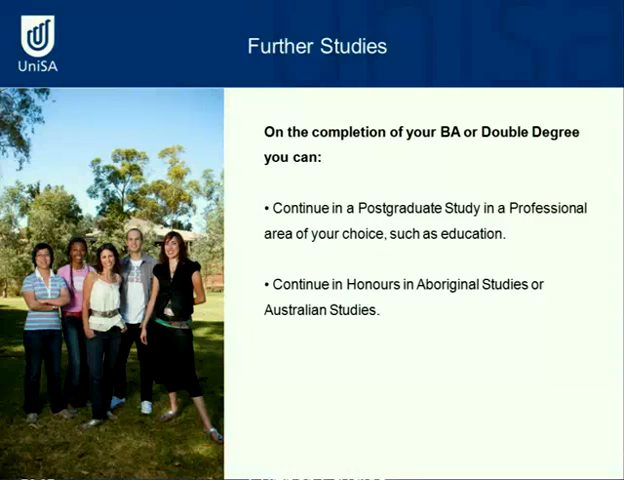 UniSA
Further Studies
On the completion of your BA or Double Degree
you can:
• Continue in a Postgraduate Study in a Professional
area of your choice, such as education.
• Continue in Honours in Aboriginal Studies or
Australian Studies.